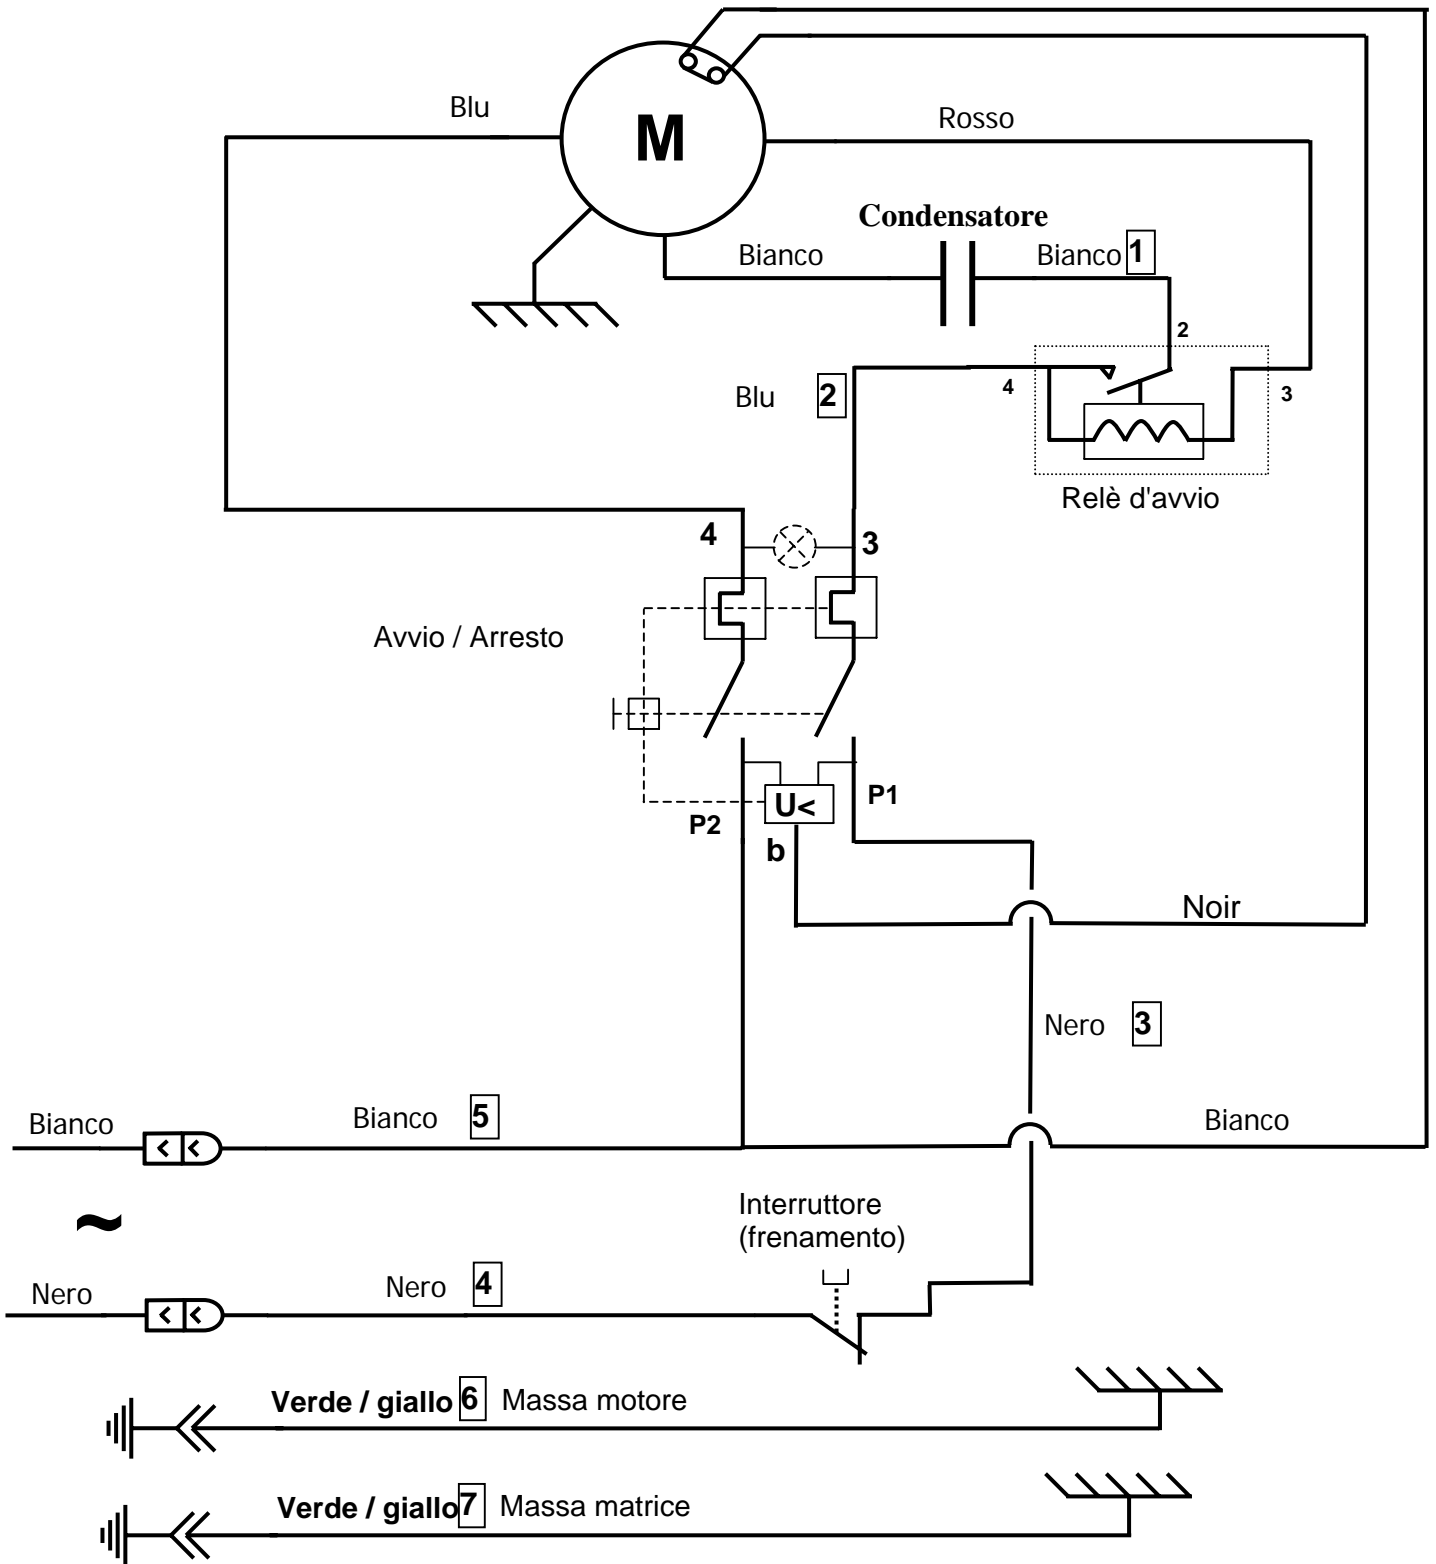 Blu
M
Rosso
Condensatore
Bianco
Bianco 1
2
4
3
Blu 2
Relè d'avvio
4
3
Avvio / Arresto
U<
P1
P2
b
Noir
Nero 3
Bianco
Bianco 5
Bianco
~
Interruttore
(frenamento)
Nero
Nero 4
Verde / giallo 6 Massa motore
Verde / giallo 7 Massa matrice